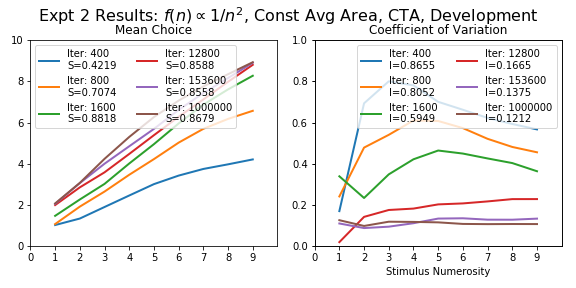 Expt 2 Results: f(n) ∝ 1/n², Const Avg Area, CTA, Development
Mean Choice
10
8
6
4
2
0
0 1 2 3 4 5 6 7 8 9
Iter: 400
S=0.4219
Iter: 800
S=0.7074
Iter: 1600
S=0.8818
Iter: 12800
S=0.8588
Iter: 153600
S=0.8558
Iter: 1000000
S=0.8679
Coefficient of Variation
1.0
0.8
0.6
0.4
0.2
0.0
0 1 2 3 4 5 6 7 8 9
Stimulus Numerosity
Iter: 400
I=0.8655
Iter: 800
I=0.8052
Iter: 1600
I=0.5949
Iter: 12800
I=0.1665
Iter: 153600
I=0.1375
Iter: 1000000
I=0.1212